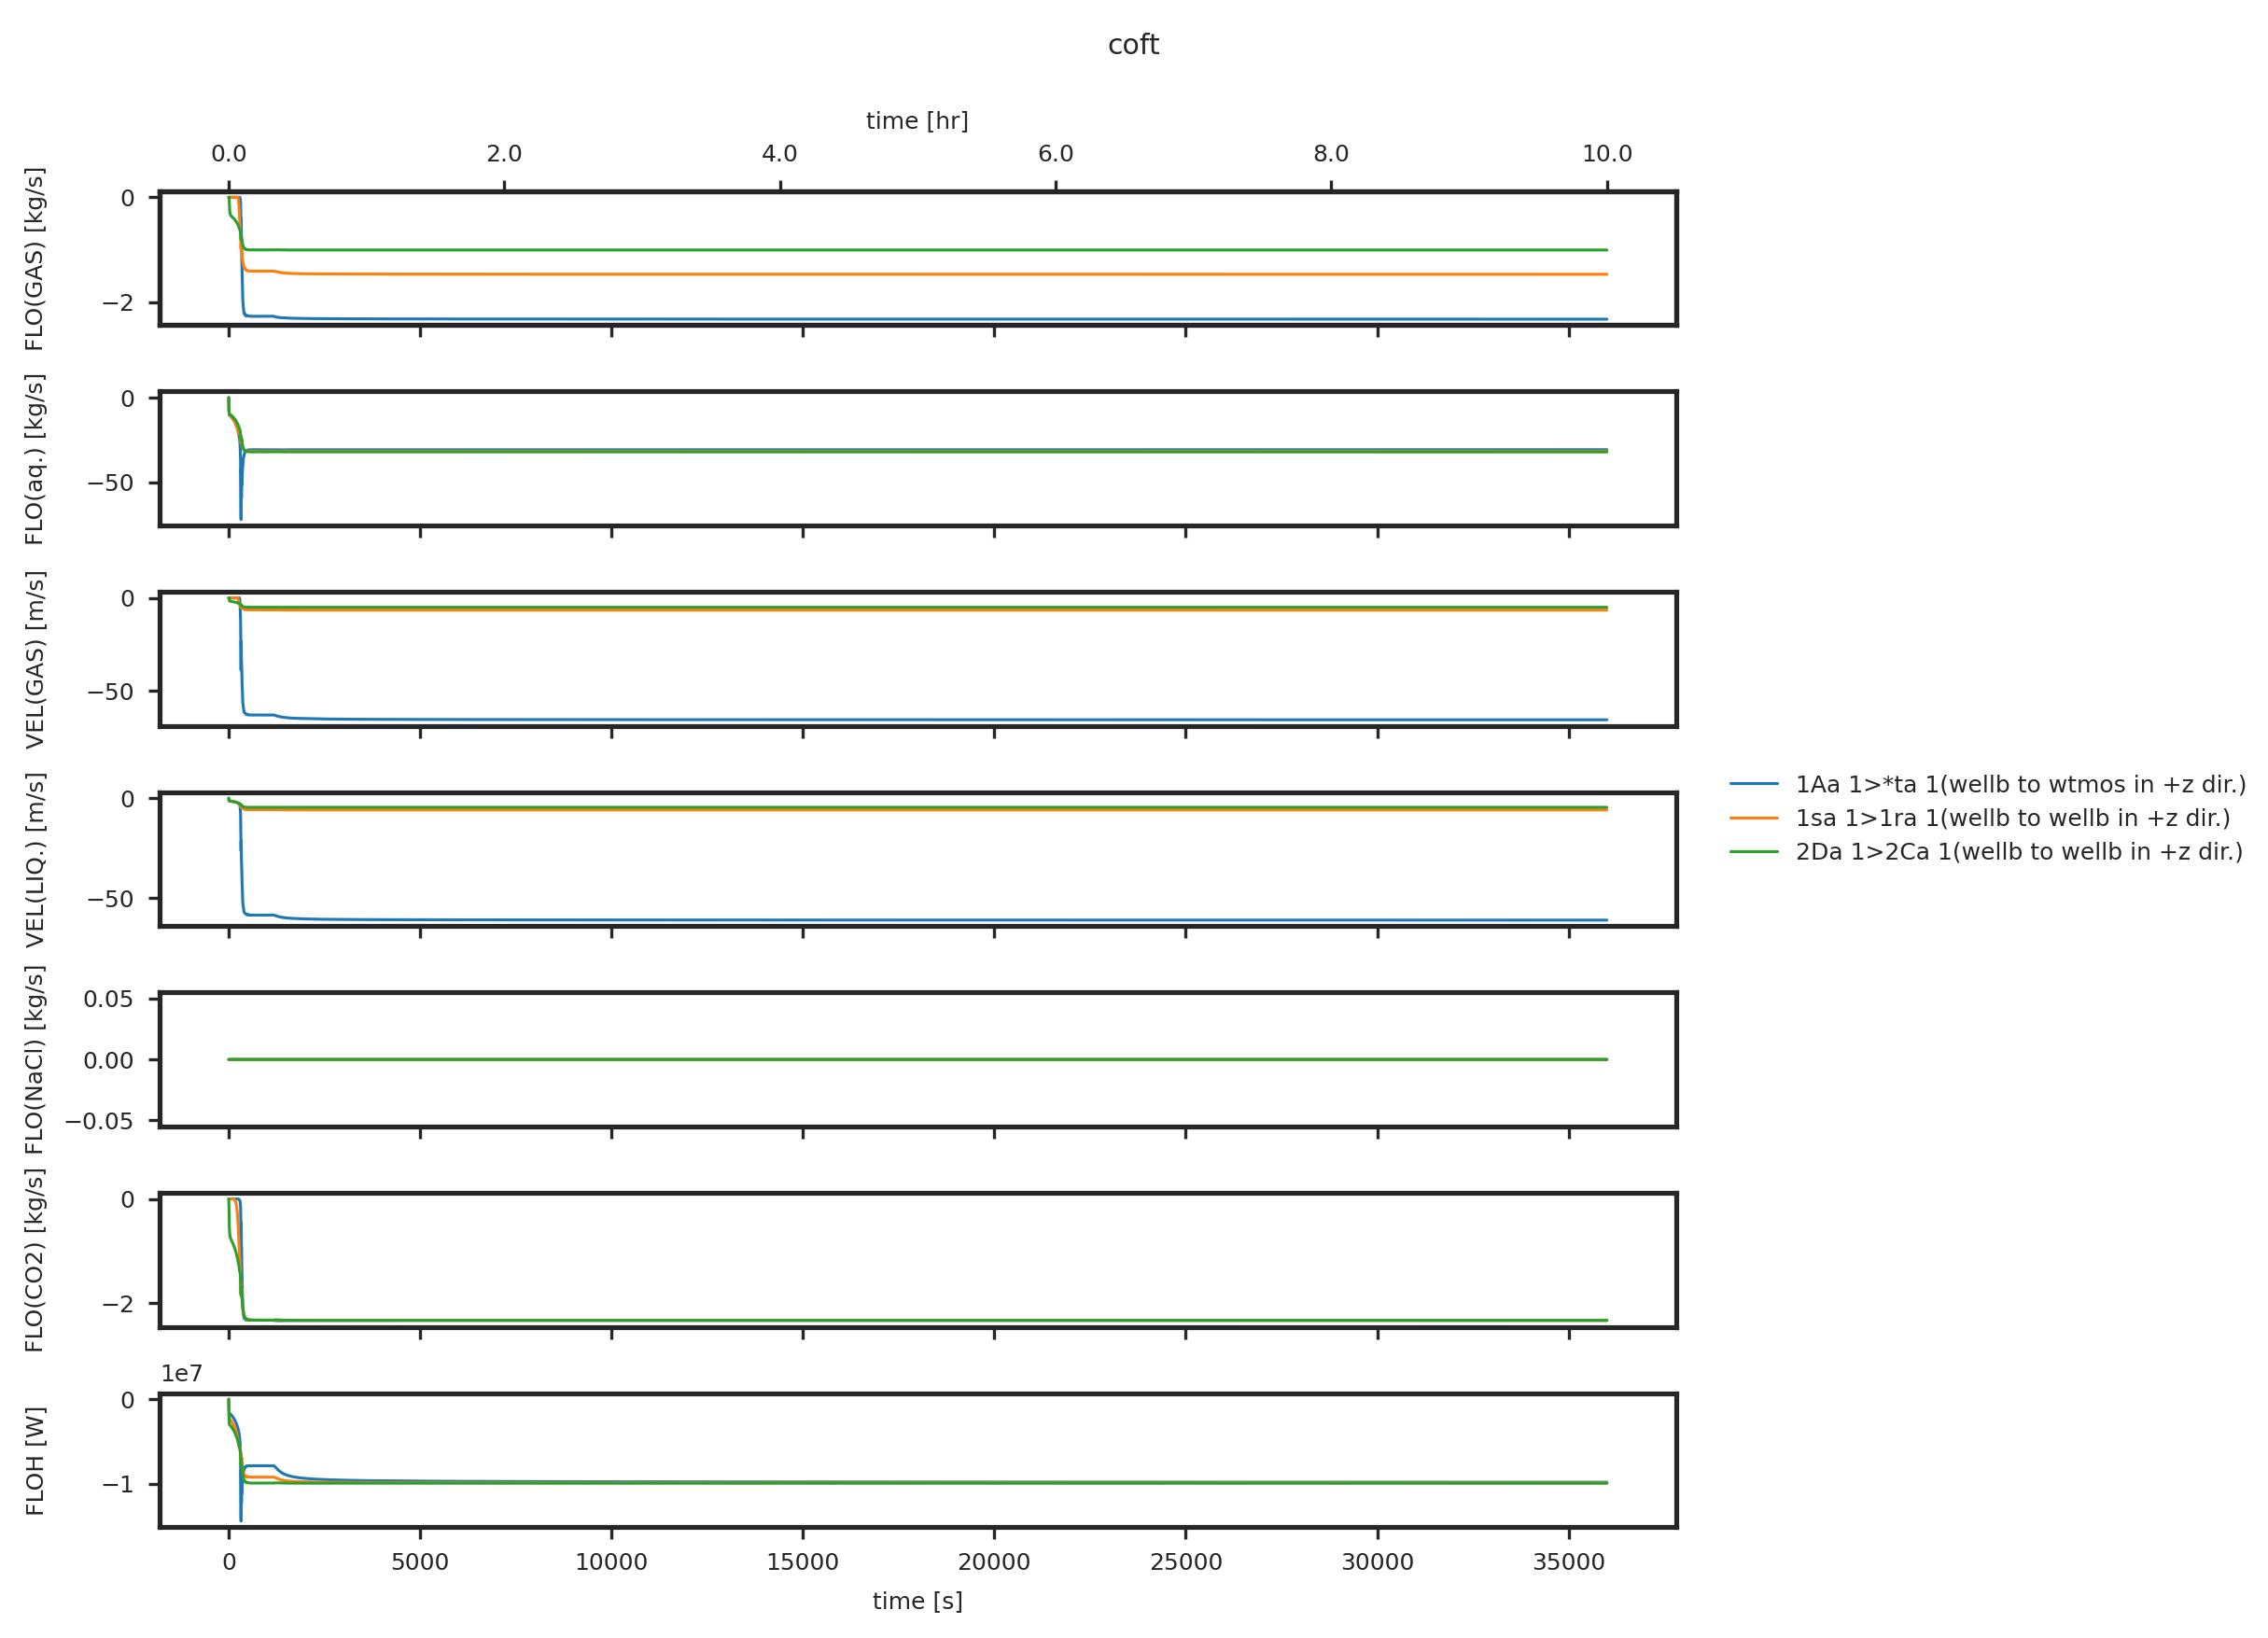 coft
time [hr]
0.0 2.0 4.0 6.0 8.0 10.0
FLO(GAS) [kg/s]
0
−2
FLO(aq.) [kg/s]
0
−50
VEL(GAS) [m/s]
0
−50
VEL(LIQ.) [m/s]
0
−50
1Aa 1>*ta 1(wellb to wtmos in +z dir.)
1sa 1>1ra 1(wellb to wellb in +z dir.)
2Da 1>2Ca 1(wellb to wellb in +z dir.)
FLO(NaCl) [kg/s]
0.05
0.00
−0.05
FLO(CO2) [kg/s]
0
−2
1e7
FLOH [W]
0
−1
0 5000 10000 15000 20000 25000 30000 35000
time [s]